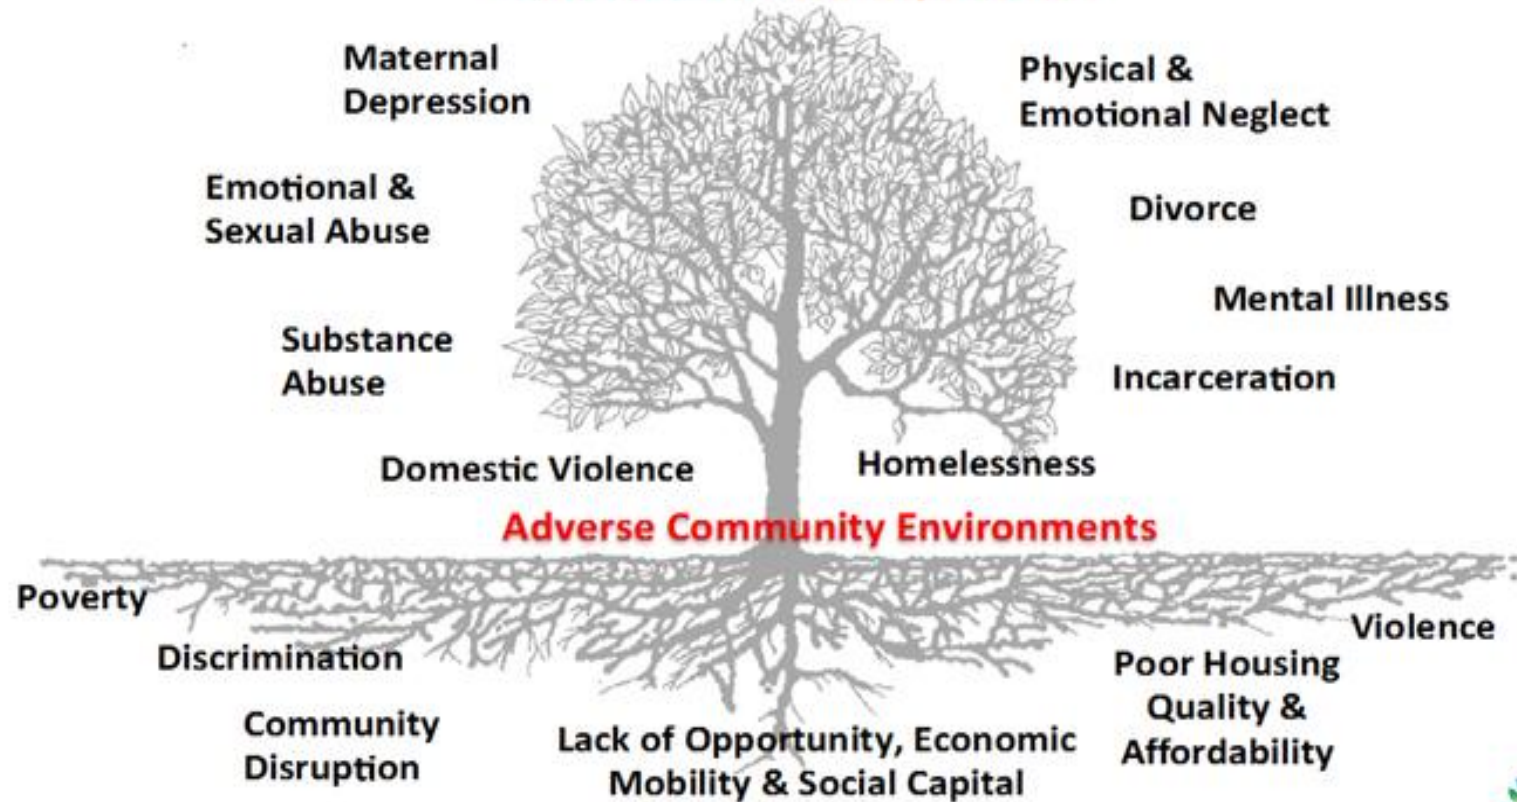 Maternal
Depression
Physical &
Emotional Neglect
Emotional &
Sexual Abuse
Divorce
Mental Illness
Substance
Abuse
Incarceration
Domestic Violence
Homelessness
Adverse Community Environments
Poverty
Violence
Discrimination
Poor Housing
Quality &
Affordability
Community
Disruption
Lack of Opportunity, Economic
Mobility & Social Capital